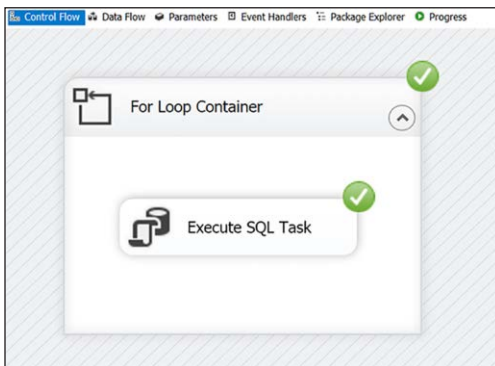 Control Flow Data Flow Parameters Event Handlers Package Explorer Progress
For Loop Container
Execute SQL Task